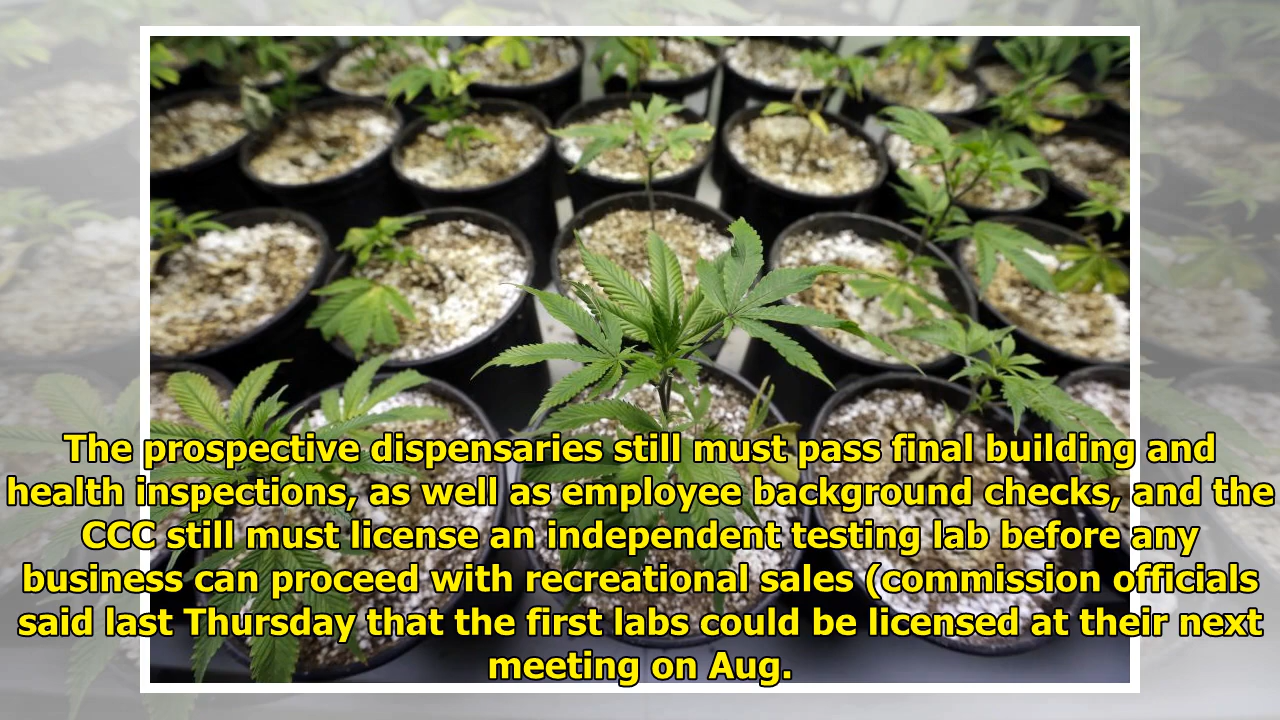 The prospective dispensaries still must pass final building and
health inspections, as well as employee background checks, and the
CCC still must license an independent testing lab before any
business can proceed with recreational sales (commission officials
said last Thursday that the first labs could be licensed at their next
meeting on Aug.